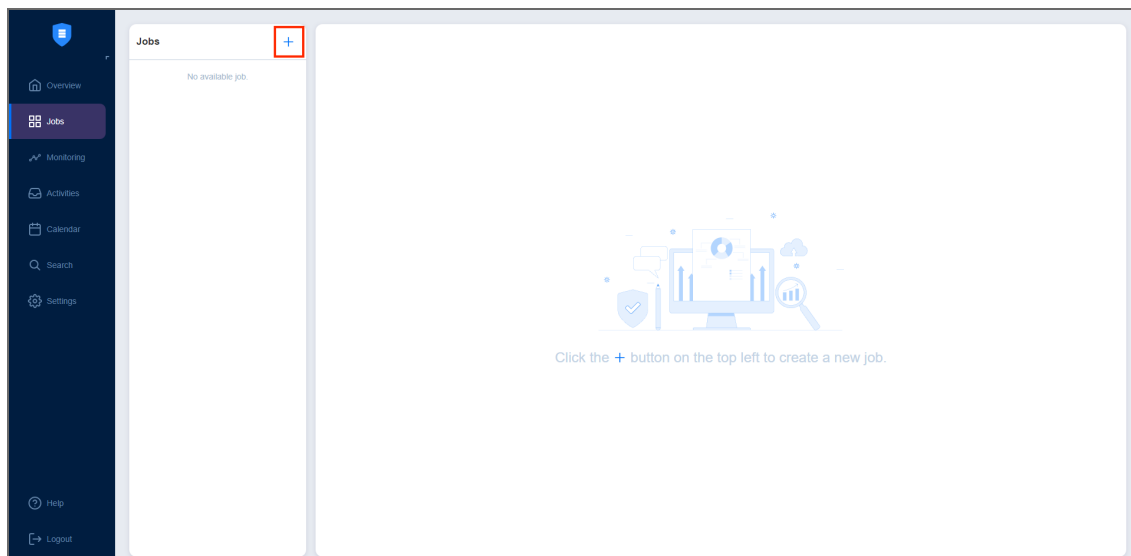 Jobs +
No available job.
Overview
Jobs
Monitoring
Activities
Calendar
Search
Settings
Click the + button on the top left to create a new job.
Help
Logout